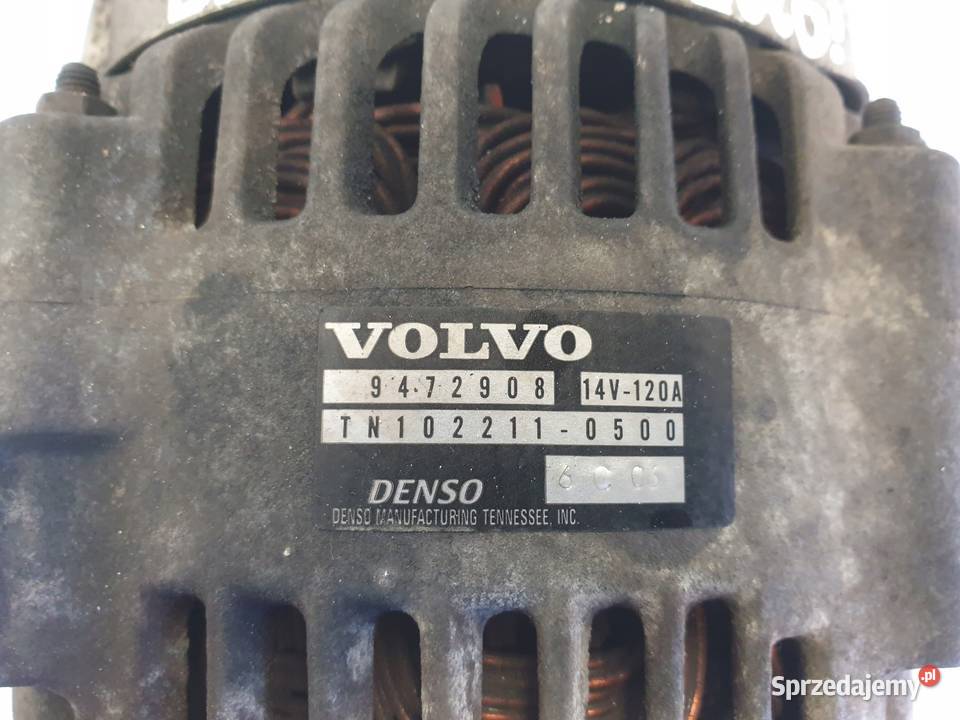 VOLVO
9472908 14V-120A
TN102211-0500
DENSO
DENSO MANUFACTURING TENNESSEE, INC.
Sprzedajemy.pl